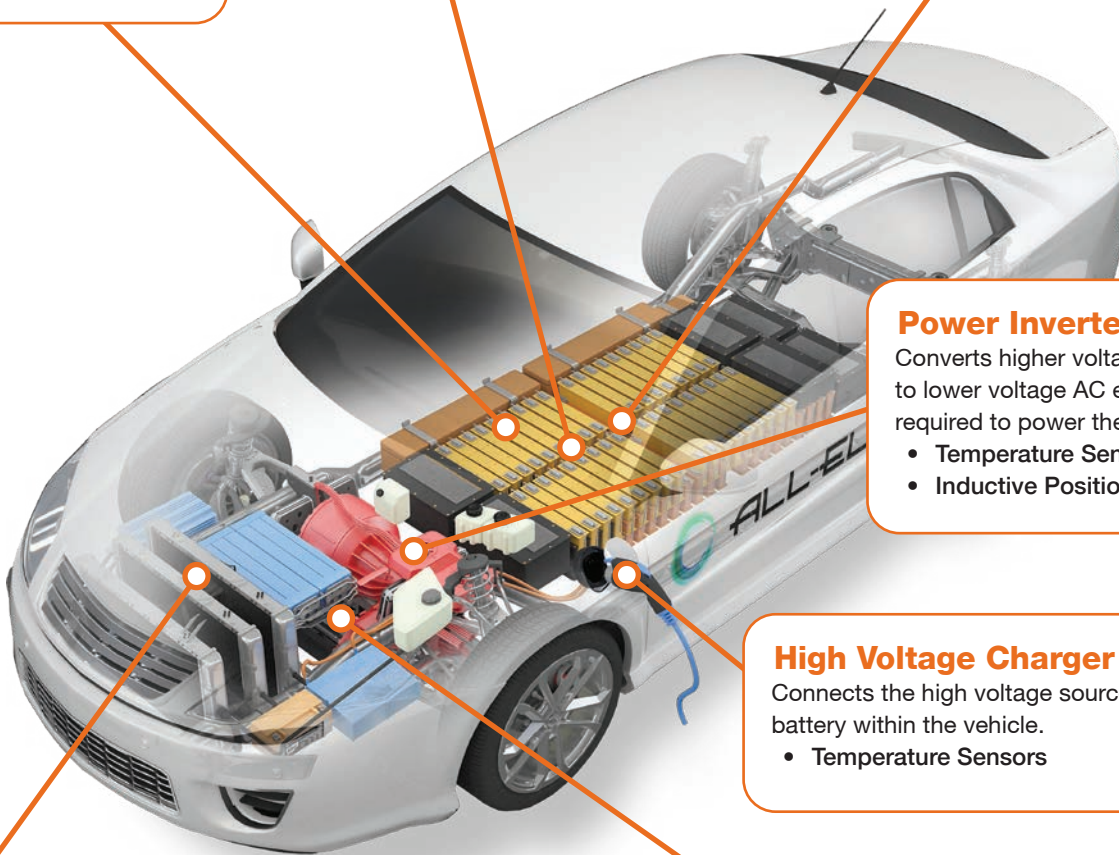 Power Inverte
Converts higher volta
to lower voltage AC e
required to power the
• Temperature Sen
• Inductive Positio
ALL-EL
High Voltage Charger
Connects the high voltage sourc
battery within the vehicle.
• Temperature Sensors